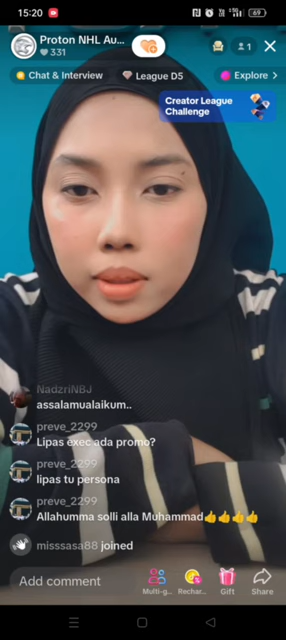 15:20
69
Proton NHL Au...
331
1
Chat & Interview
League D5
Explore >
Creator League
Challenge
NadzriNBJ
assalamualaikum..
preve_2299
Lipas exec ada promo?
preve_2299
lipas tu persona
preve_2299
Allahumma solli alla Muhammad👍👍👍👍
misssasa88 joined
Add comment
Multi-g...
Rechar...
Gift
Share